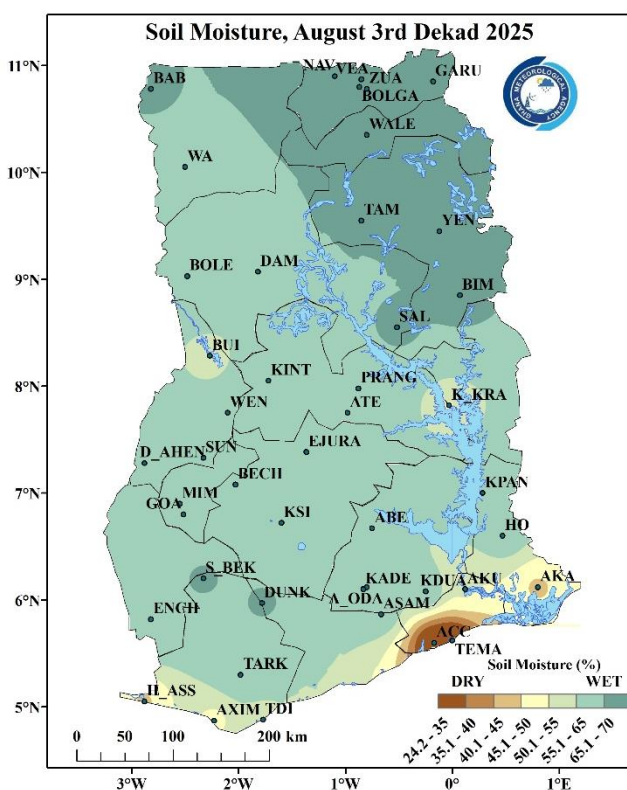 Soil Moisture, August 3rd Dekad 2025
GHANA METEOROLOGICAL AGENCY
11°N
10°N
9°N
8°N
7°N
6°N
5°N
NAV
VEA
ZUA
GARU
BAB
BOLGA
WALE
WA
TAM
YEN
BOLE
DAM
BIM
SAL
BUI
KINT
PRANG
K_KRA
WEN
ATE
D_AHEN
SUN
EJURA
BECH
KPAN
GOA
MIM
KSI
ABE
HO
S_BEK
KADE
KDUA
AKU
AKA
DUNK
A_ODA
ASAM
ENCH
ACC
TEMA
TARK
H_ASS
AXIM
TDI
Soil Moisture (%)
DRY WET
24.2 - 35
35.1 - 40
40.1 - 45
45.1 - 50
50.1 - 55
55.1 - 65
65.1 - 70
0 50 100 200 km
3°W 2°W 1°W 0° 1°E